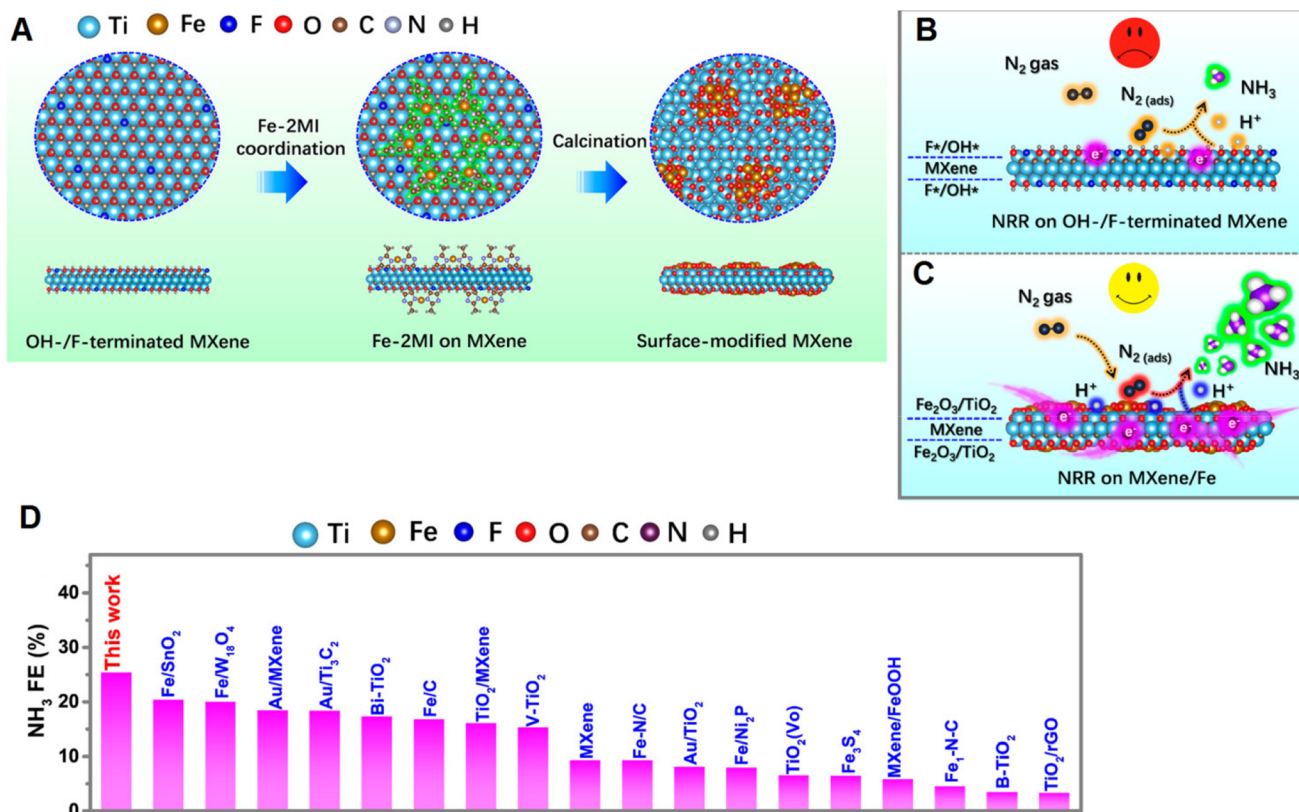 A
Ti Fe F O C N H
Fe-2MI
coordination
Calcination
OH-/F-terminated MXene
Fe-2MI on MXene
Surface-modified MXene
B
N₂ gas
N₂ (ads)
NH₃
H⁺
F*/OH*
MXene
F*/OH*
e⁻
e⁻
NRR on OH-/F-terminated MXene
C
N₂ gas
N₂ (ads)
NH₃
H⁺
H⁺
Fe₂O₃/TiO₂
MXene
Fe₂O₃/TiO₂
e⁻
e⁻
e⁻
e⁻
NRR on MXene/Fe
D
Ti Fe F O C N H
NH₃ FE (%)
40
30
20
10
0
This work
Fe/SnO₂
Fe/W₁₈O₄
Au/MXene
Au/Ti₃C₂
Bi-TiO₂
Fe/C
TiO₂/MXene
V-TiO₂
MXene
Fe-N/C
Au/TiO₂
Fe/Ni₂P
TiO₂(Vo)
Fe₃S₄
MXene/FeOOH
Fe₁-N-C
B-TiO₂
TiO₂/rGO